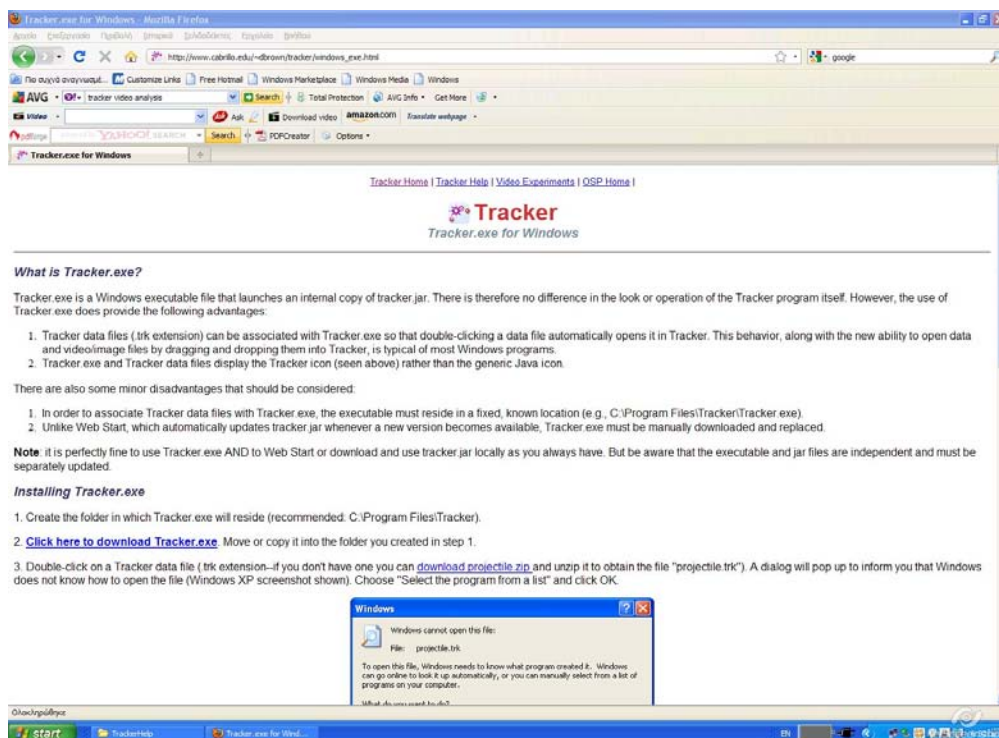 Tracker.exe for Windows - Mozilla Firefox
Αρχείο Επεξεργασία Προβολή Ιστορικό Σελιδοδείκτες Εργαλεία Βοήθεια
http://www.cabrillo.edu/~dbrown/tracker/windows_exe.html
google
Customize Links Free Hotmail Windows Marketplace Windows Media Windows
AVG tracker video analysis Search Total Protection AVG Info Get More
Video Ask Download video amazon.com Translate webpage
pdfforge YAHOO! SEARCH Search PDFCreator Options
Tracker.exe for Windows
Tracker Home | Tracker Help | Video Experiments | OSP Home |
Tracker
Tracker.exe for Windows
What is Tracker.exe?
Tracker.exe is a Windows executable file that launches an internal copy of tracker.jar. There is therefore no difference in the look or operation of the Tracker program itself. However, the use of
Tracker.exe does provide the following advantages:
1. Tracker data files (.trk extension) can be associated with Tracker.exe so that double-clicking a data file automatically opens it in Tracker. This behavior, along with the new ability to open data
and video/image files by dragging and dropping them into Tracker, is typical of most Windows programs.
2. Tracker.exe and Tracker data files display the Tracker icon (seen above) rather than the generic Java icon.
There are also some minor disadvantages that should be considered:
1. In order to associate Tracker data files with Tracker.exe, the executable must reside in a fixed, known location (e.g., C:\Program Files\Tracker\Tracker.exe).
2. Unlike Web Start, which automatically updates tracker.jar whenever a new version becomes available, Tracker.exe must be manually downloaded and replaced.
Note: it is perfectly fine to use Tracker.exe AND to Web Start or download and use tracker.jar locally as you always have. But be aware that the executable and jar files are independent and must be
separately updated.
Installing Tracker.exe
1. Create the folder in which Tracker.exe will reside (recommended: C:\Program Files\Tracker).
2. Click here to download Tracker.exe. Move or copy it into the folder you created in step 1.
3. Double-click on a Tracker data file (.trk extension--if you don't have one you can download projectile.zip and unzip it to obtain the file "projectile.trk"). A dialog will pop up to inform you that Windows
does not know how to open the file (Windows XP screenshot shown). Choose "Select the program from a list" and click OK.
Windows
Windows cannot open this file:
File: projectile.trk
To open this file, Windows needs to know what program created it. Windows
can go online to look it up automatically, or you can manually select from a list of
programs on your computer.
What do you want to do?
Ολοκληρώθηκε
start TrackerHelp Tracker.exe for Wind... EN